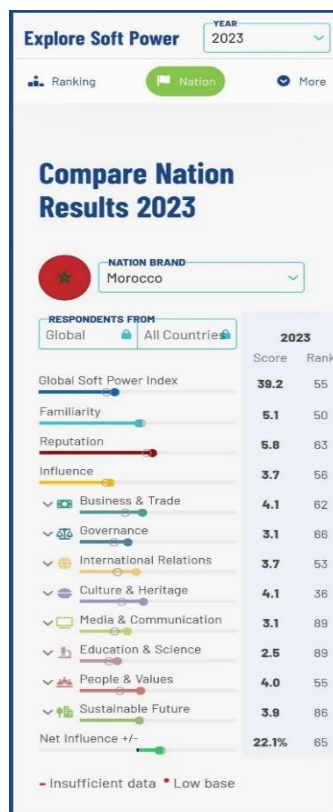 YEAR
Explore Soft Power 2023
Ranking Nation More
Compare Nation
Results 2023
NATION BRAND
Morocco
RESPONDENTS FROM
Global All Countries
2023
Score Rank
Global Soft Power Index 39.2 55
Familiarity 5.1 50
Reputation 5.8 63
Influence 3.7 56
Business & Trade 4.1 62
Governance 3.1 66
International Relations 3.7 53
Culture & Heritage 4.1 36
Media & Communication 3.1 89
Education & Science 2.5 89
People & Values 4.0 55
Sustainable Future 3.9 86
Net Influence +/- 22.1% 65
- Insufficient data * Low base